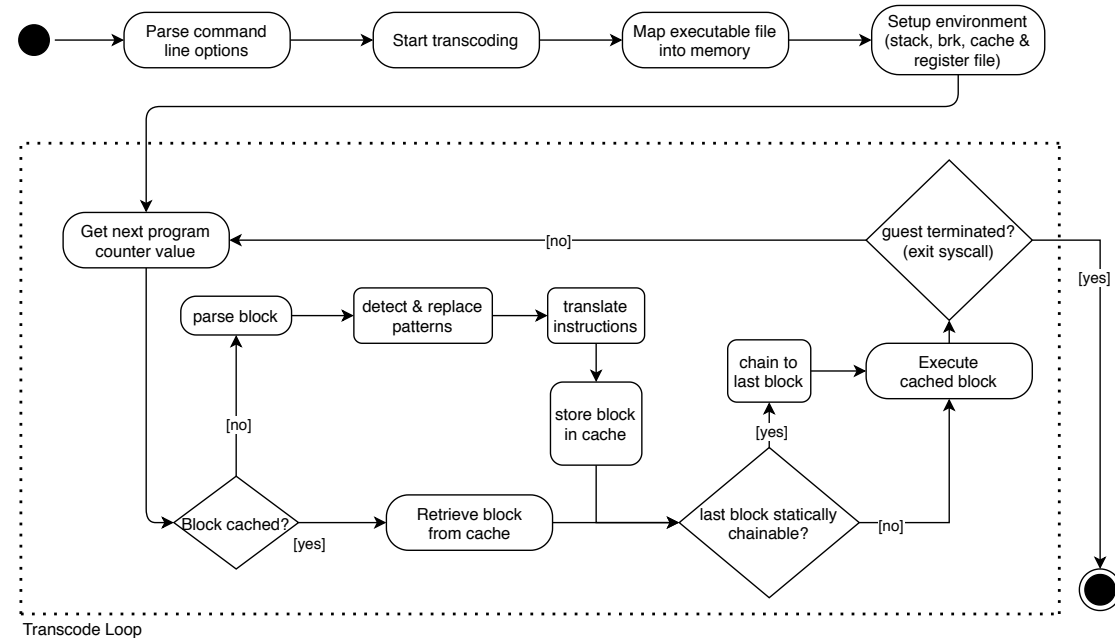 Parse command
line options
Start transcoding
Map executable file
into memory
Setup environment
(stack, brk, cache &
register file)
Get next program
counter value
[no]
guest terminated?
(exit syscall)
[yes]
parse block
detect & replace
patterns
translate
instructions
chain to
last block
Execute
cached block
store block
in cache
[no]
[yes]
Block cached?
[yes]
Retrieve block
from cache
last block statically
chainable?
[no]
Transcode Loop